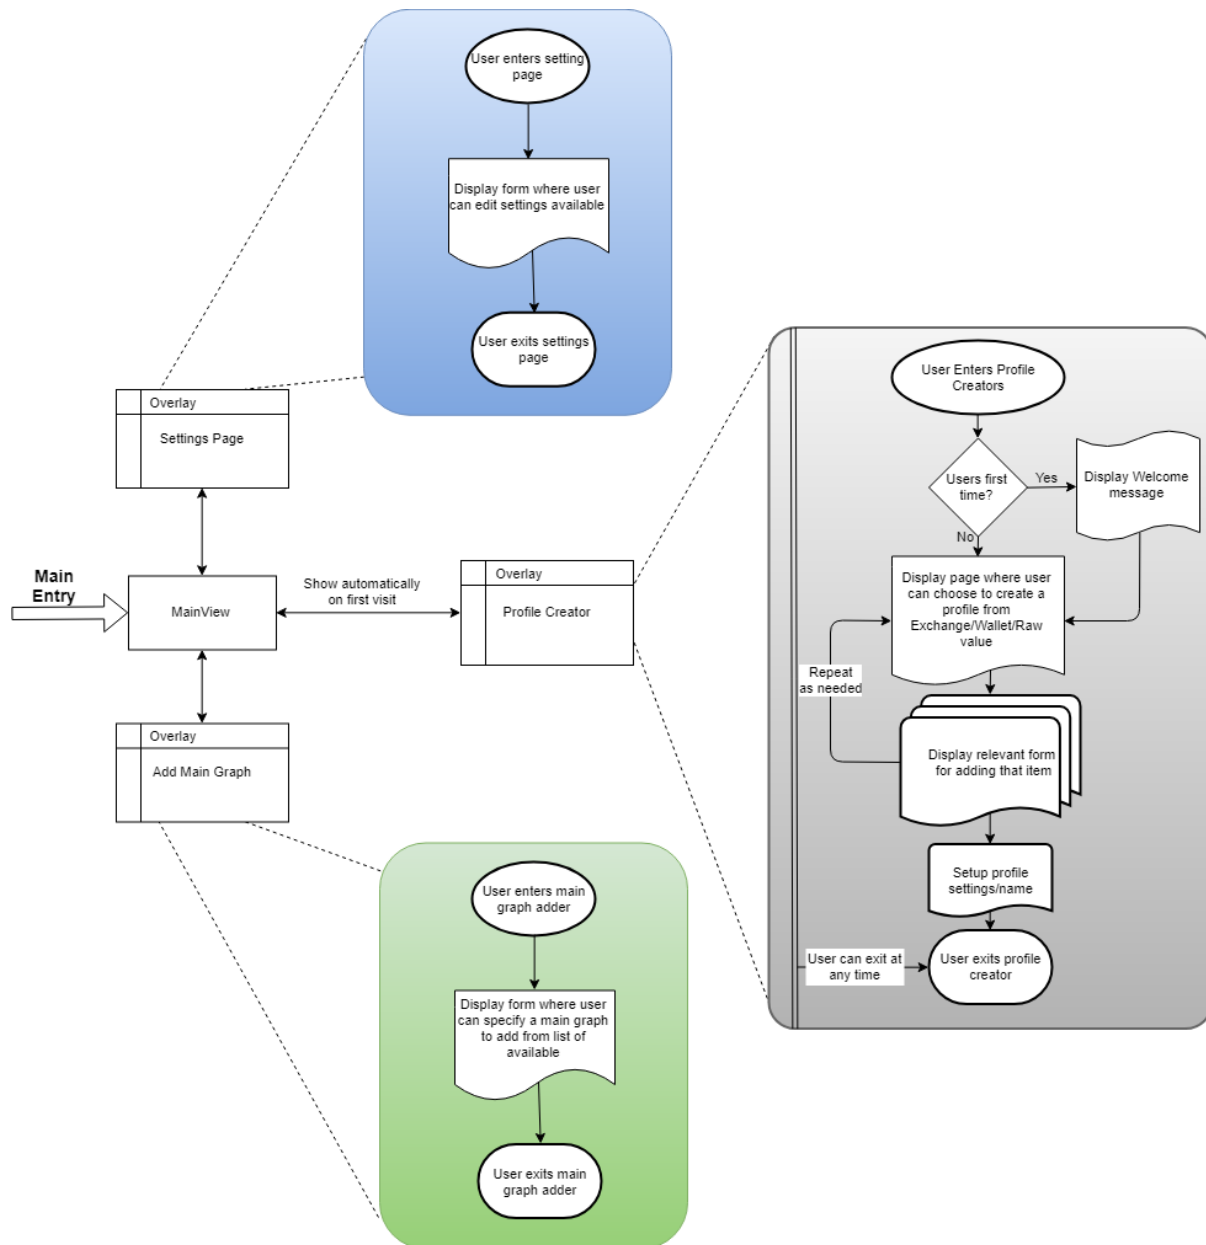 User enters setting
page
Display form where user
can edit settings available
User exits settings
page
Overlay
Settings Page
Main
Entry
MainView
Show automatically
on first visit
Overlay
Profile Creator
Overlay
Add Main Graph
User enters main
graph adder
Display form where user
can specify a main graph
to add from list of
available
User exits main
graph adder
User Enters Profile
Creators
Users first
time?
Yes
Display Welcome
message
No
Display page where user
can choose to create a
profile from
Exchange/Wallet/Raw
value
Repeat
as needed
Display relevant form
for adding that item
Setup profile
settings/name
User can exit at
any time
User exits profile
creator